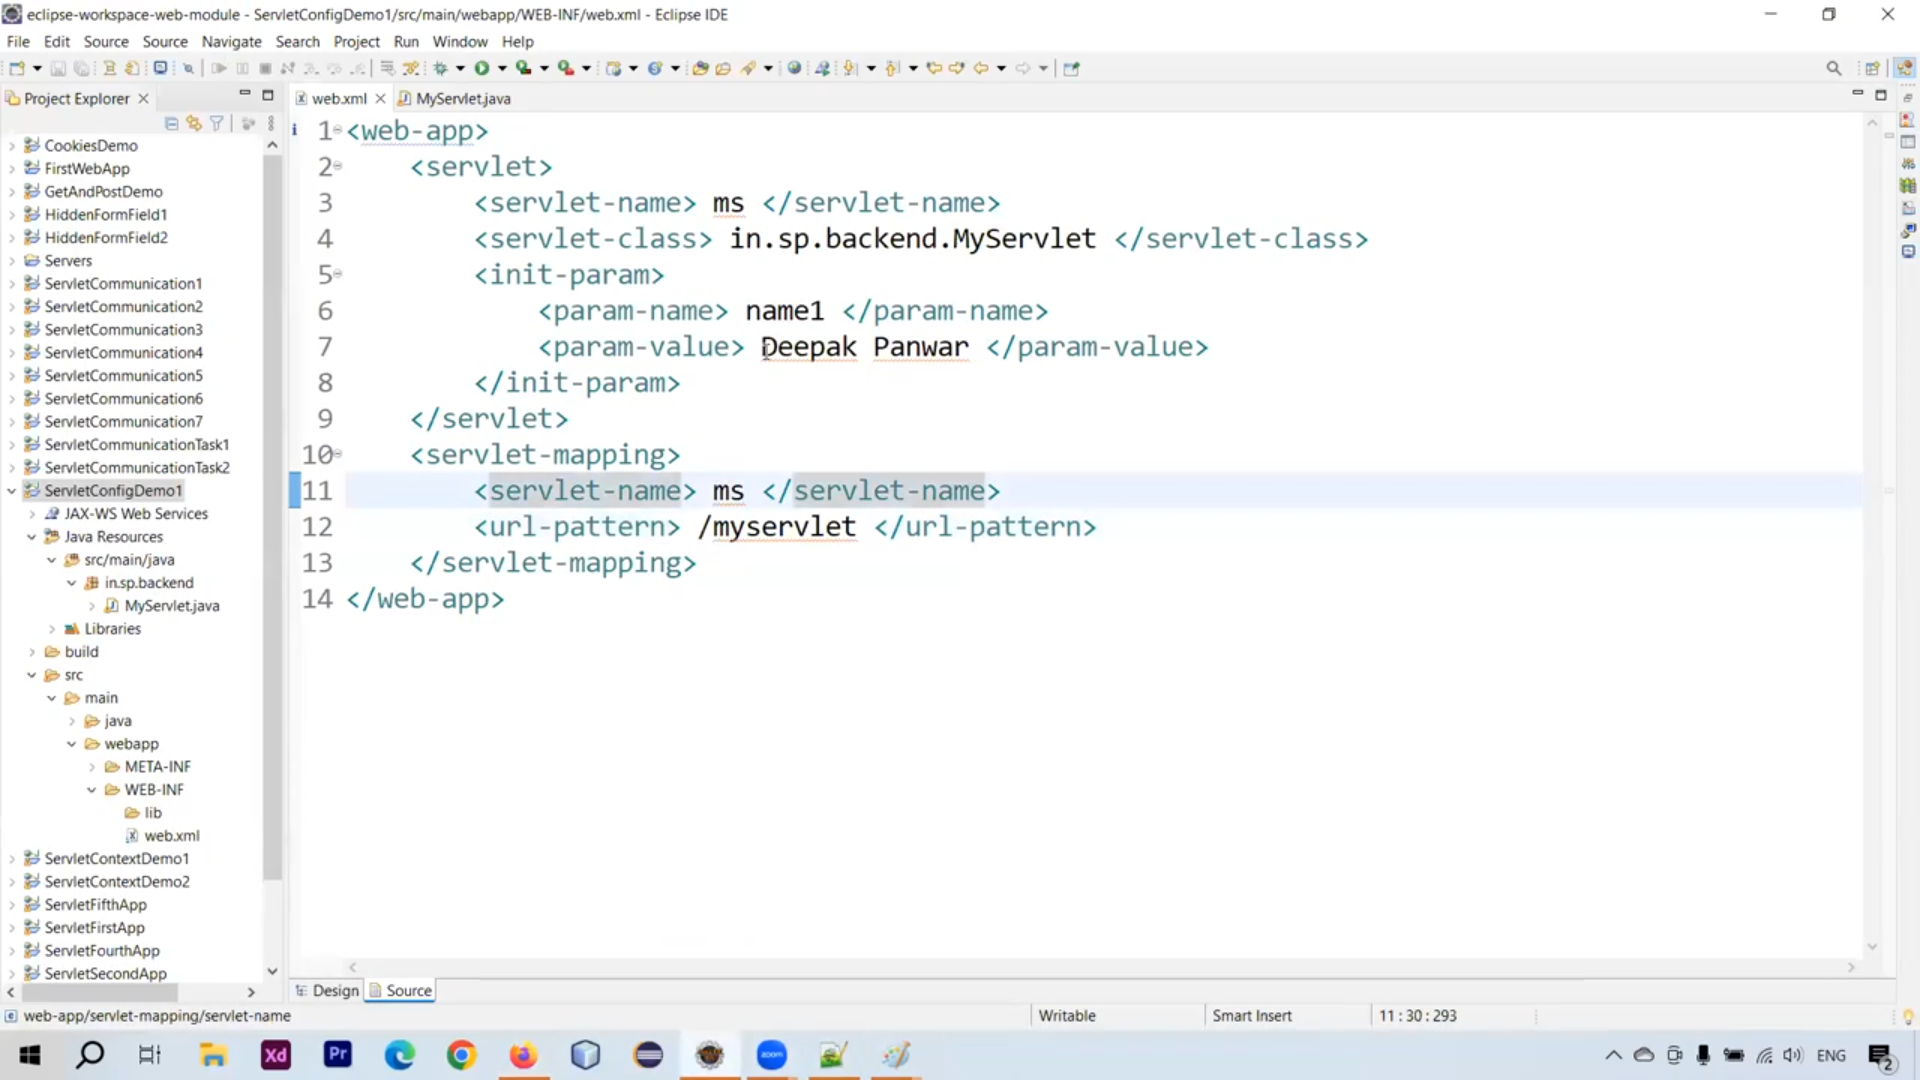 eclipse-workspace-web-module - ServletConfigDemo1/src/main/webapp/WEB-INF/web.xml - Eclipse IDE
File Edit Source Source Navigate Search Project Run Window Help
Project Explorer
web.xml MyServlet.java
CookiesDemo
FirstWebApp
GetAndPostDemo
HiddenFormField1
HiddenFormField2
Servers
ServletCommunication1
ServletCommunication2
ServletCommunication3
ServletCommunication4
ServletCommunication5
ServletCommunication6
ServletCommunication7
ServletCommunicationTask1
ServletCommunicationTask2
ServletConfigDemo1
JAX-WS Web Services
Java Resources
src/main/java
in.sp.backend
MyServlet.java
Libraries
build
src
main
java
webapp
META-INF
WEB-INF
lib
web.xml
ServletContextDemo1
ServletContextDemo2
ServletFifthApp
ServletFirstApp
ServletFourthApp
ServletSecondApp
1 <web-app>
2 <servlet>
3 <servlet-name> ms </servlet-name>
4 <servlet-class> in.sp.backend.MyServlet </servlet-class>
5 <init-param>
6 <param-name> name1 </param-name>
7 <param-value> Deepak Panwar </param-value>
8 </init-param>
9 </servlet>
10 <servlet-mapping>
11 <servlet-name> ms </servlet-name>
12 <url-pattern> /myservlet </url-pattern>
13 </servlet-mapping>
14 </web-app>
Design Source
web-app/servlet-mapping/servlet-name Writable Smart Insert 11 : 30 : 293
Xd Pr zoom ENG 2